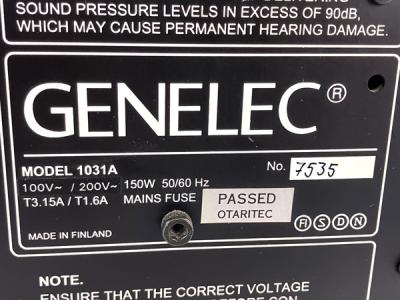 SOUND PRESSURE LEVELS IN EXCESS OF 90dB,
WHICH MAY CAUSE PERMANENT HEARING DAMAGE.
GENELEC®
MODEL 1031A
No. 7535
100V~ / 200V~ 150W 50/60 Hz
T3.15A / T1.6A MAINS FUSE
PASSED
OTARITEC
MADE IN FINLAND
FI S D N
NOTE.
ENSURE THAT THE CORRECT VOLTAGE